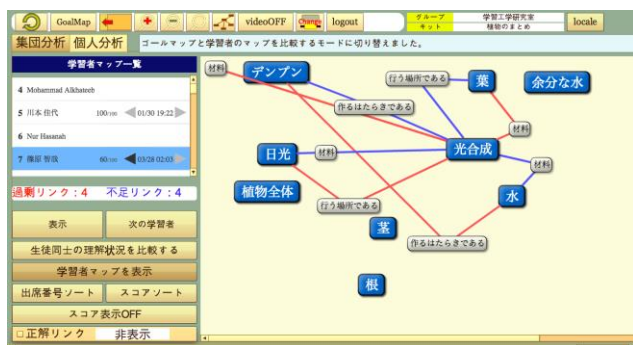 GoalMap
videoOFF
Change
logout
グループ 学習工学研究室
キット 植物のまとめ
locale
集団分析 個人分析
ゴールマップと学習者のマップを比較するモードに切り替えました。
学習者マップ一覧
4 Mohammad Alkhateeb
5 川本 佳代 100/100 01/30 19:22
6 Nur Hasanah
7 60/100 03/28 02:03
過剰リンク:4 不足リンク:4
表示 次の学習者
生徒同士の理解状況を比較する
学習者マップを表示
出席番号ソート スコアソート
スコア表示OFF
正解リンク 非表示
材料 デンプン 行う場所である 葉 余分な水
作るはたらきである
材料
日光 材料 光合成
材料
植物全体 水
行う場所である
茎
作るはたらきである
根